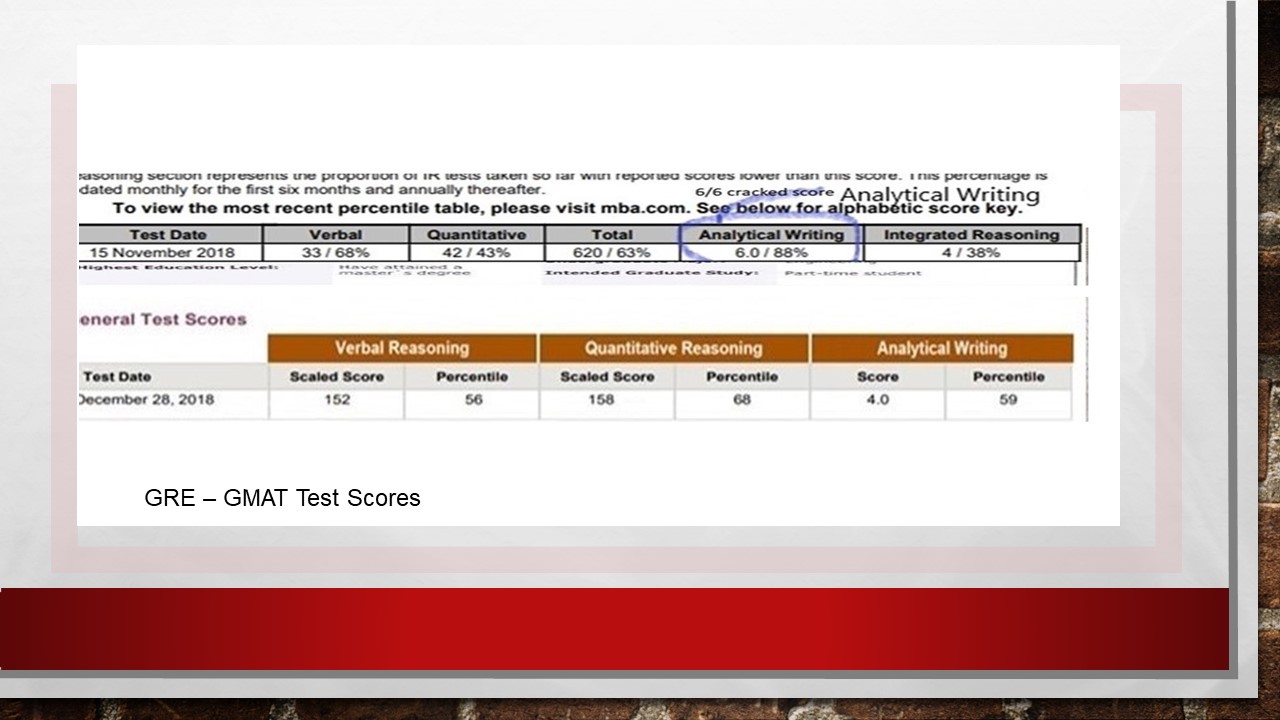 easoning section represents the proportion of IR tests taken so far with reported scores lower than this score. This percentage is
dated monthly for the first six months and annually thereafter.
6/6 cracked score Analytical Writing
To view the most recent percentile table, please visit mba.com. See below for alphabetic score key.
Test Date Verbal Quantitative Total Analytical Writing Integrated Reasoning
15 November 2018 33 / 68% 42 / 43% 620 / 63% 6.0 / 88% 4 / 38%
Highest Education Level: Have attained a master's degree Intended Graduate Study: Part-time student
eneral Test Scores
Verbal Reasoning Quantitative Reasoning Analytical Writing
Test Date Scaled Score Percentile Scaled Score Percentile Score Percentile
December 28, 2018 152 56 158 68 4.0 59
GRE – GMAT Test Scores